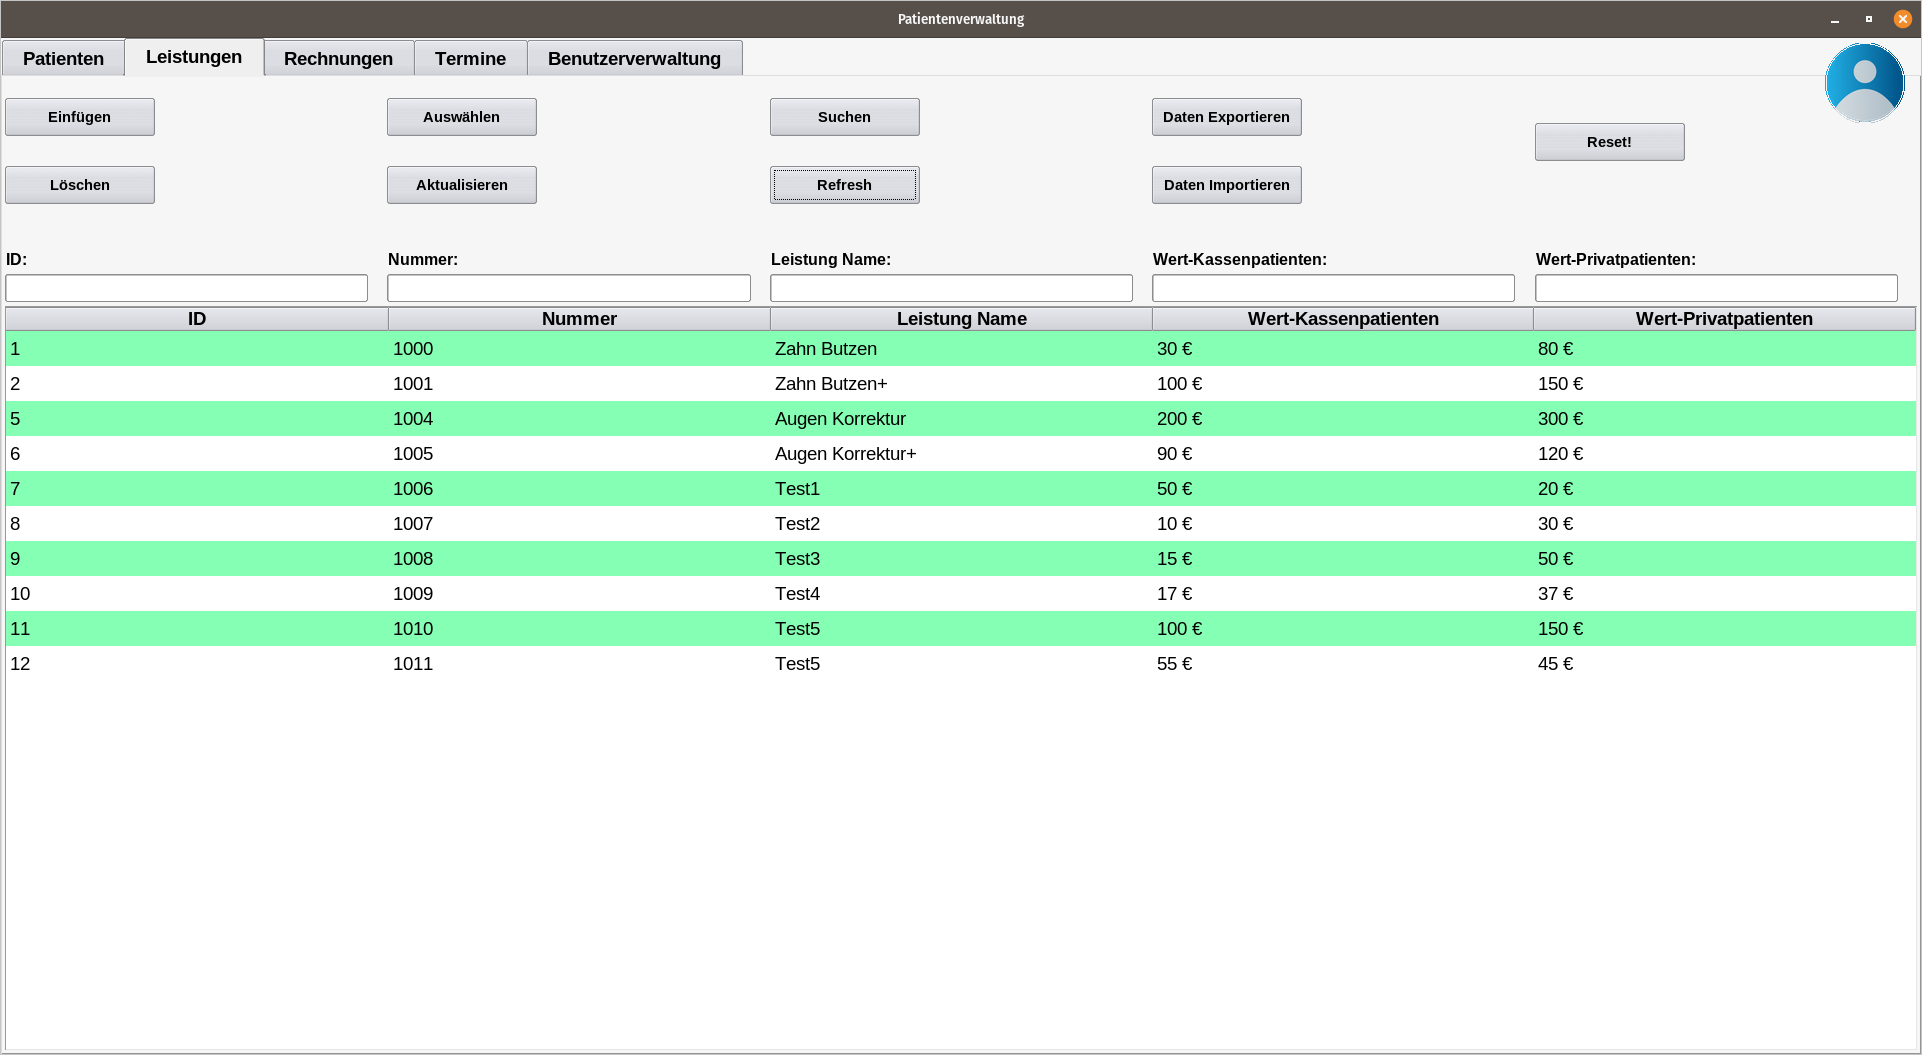 Patientenverwaltung
Patienten Leistungen Rechnungen Termine Benutzerverwaltung
Einfügen Auswählen Suchen Daten Exportieren
Reset!
Löschen Aktualisieren Refresh Daten Importieren
ID: Nummer: Leistung Name: Wert-Kassenpatienten: Wert-Privatpatienten:
ID Nummer Leistung Name Wert-Kassenpatienten Wert-Privatpatienten
1 1000 Zahn Butzen 30 € 80 €
2 1001 Zahn Butzen+ 100 € 150 €
5 1004 Augen Korrektur 200 € 300 €
6 1005 Augen Korrektur+ 90 € 120 €
7 1006 Test1 50 € 20 €
8 1007 Test2 10 € 30 €
9 1008 Test3 15 € 50 €
10 1009 Test4 17 € 37 €
11 1010 Test5 100 € 150 €
12 1011 Test5 55 € 45 €